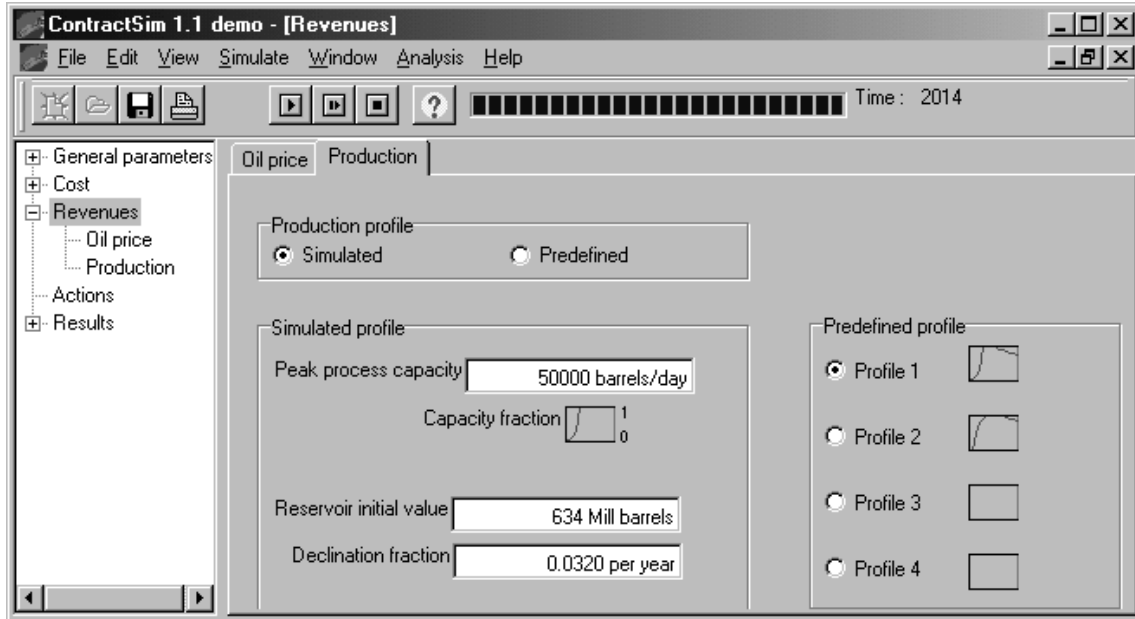 ContractSim 1.1 demo - [Revenues]
File Edit View Simulate Window Analysis Help
Time : 2014
General parameters
Cost
Revenues
Oil price
Production
Actions
Results
Oil price Production
Production profile
Simulated Predefined
Simulated profile
Peak process capacity 50000 barrels/day
Capacity fraction 1
0
Reservoir initial value 634 Mill barrels
Declination fraction 0.0320 per year
Predefined profile
Profile 1
Profile 2
Profile 3
Profile 4